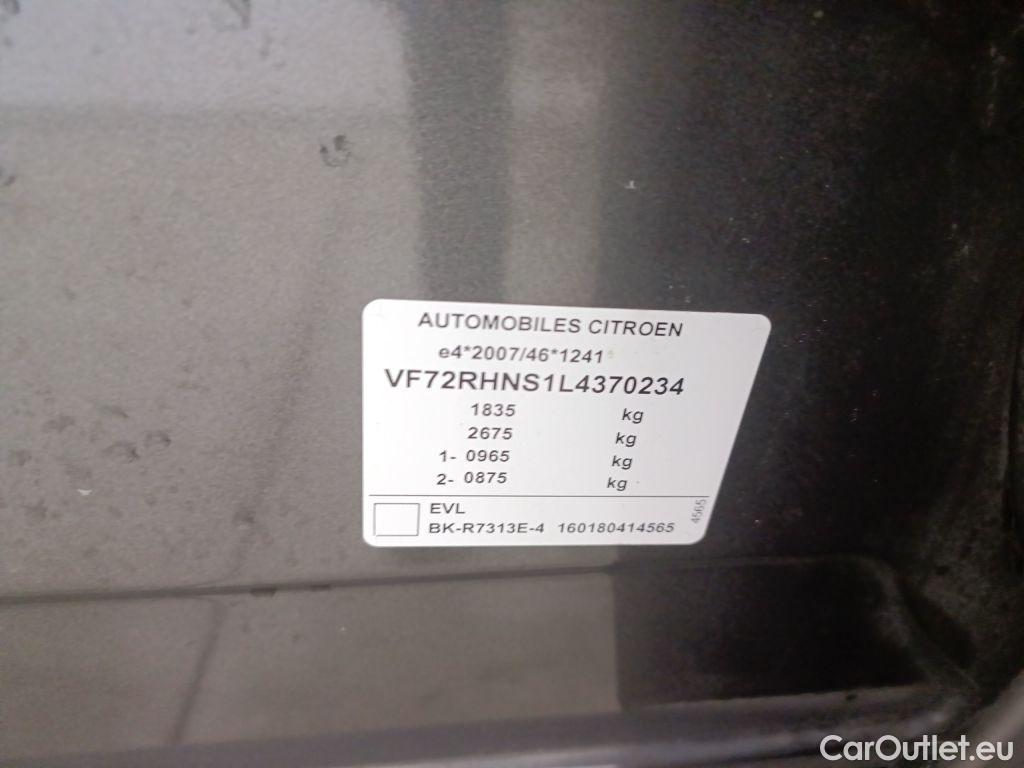 AUTOMOBILES CITROEN
e4*2007/46*1241
VF72RHNS1L4370234
1835 kg
2675 kg
1- 0965 kg
2- 0875 kg
EVL
BK-R7313E-4 160180414565
4565
CarOutlet.eu